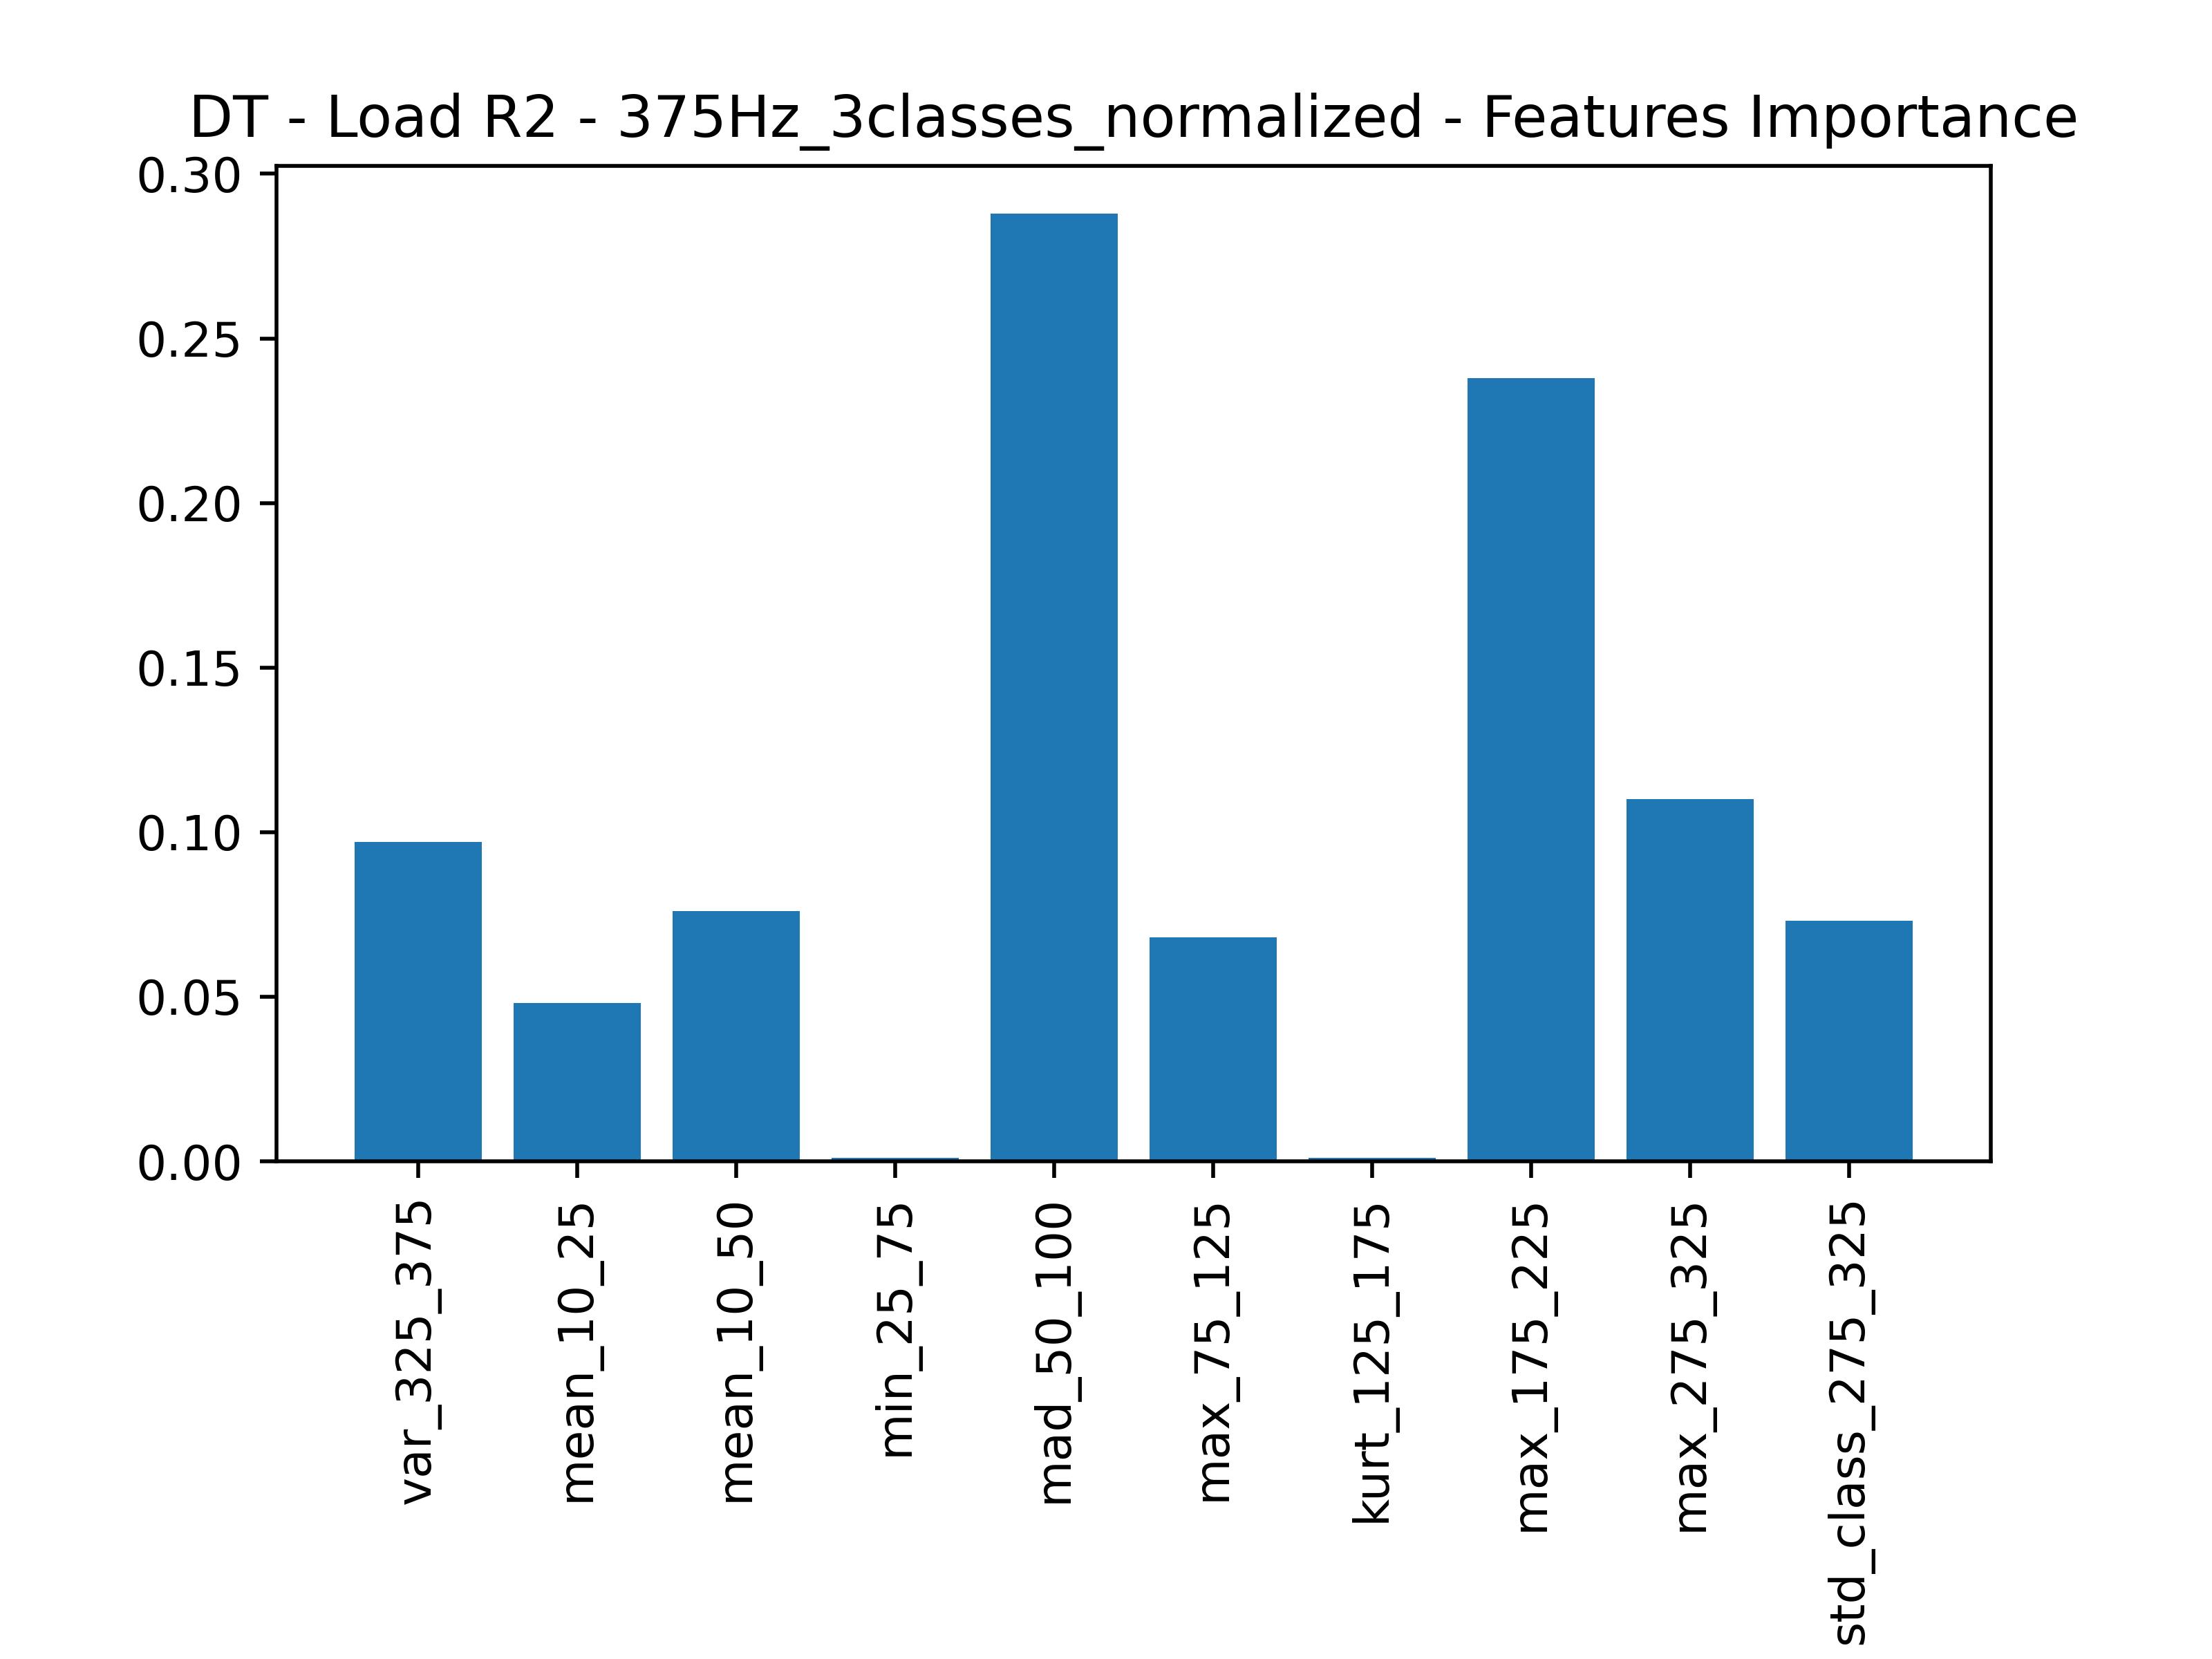 DT - Load R2 - 375Hz_3classes_normalized - Features Importance
0.30
0.25
0.20
0.15
0.10
0.05
0.00
var_325_375
mean_10_25
mean_10_50
min_25_75
mad_50_100
max_75_125
kurt_125_175
max_175_225
max_275_325
std_class_275_325